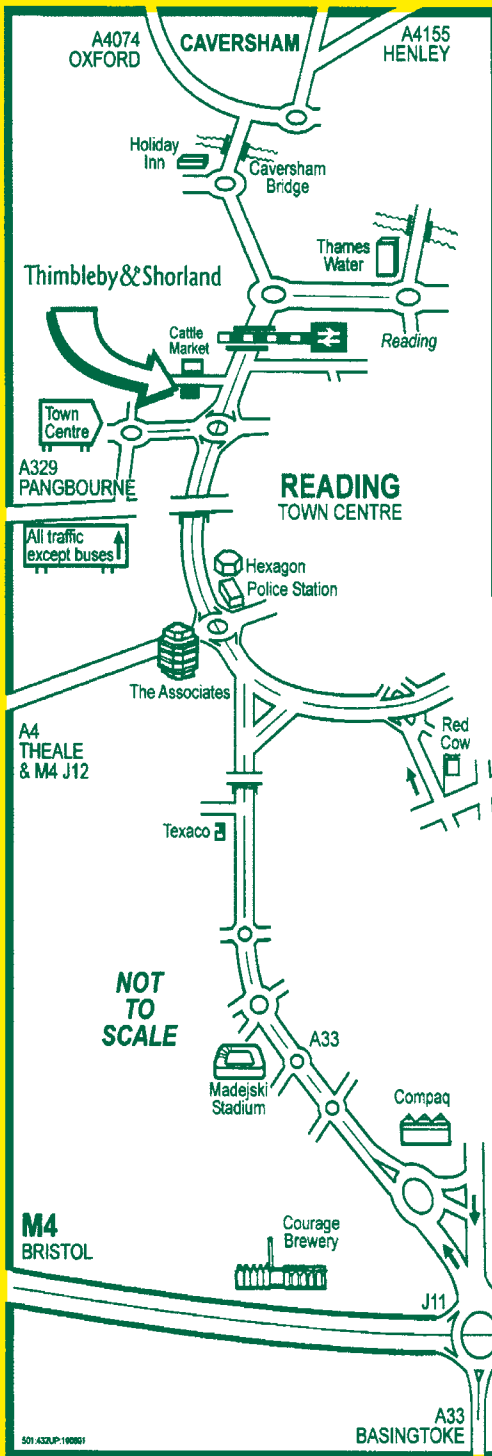 A4074
OXFORD
CAVERSHAM
A4155
HENLEY
Holiday
Inn
Caversham
Bridge
Thames
Water
Thimbleby & Shorland
Cattle
Market
Reading
Town
Centre
A329
PANGBOURNE
READING
TOWN CENTRE
All traffic
except buses
Hexagon
Police Station
The Associates
A4
THEALE
& M4 J12
Red
Cow
Texaco
NOT
TO
SCALE
A33
Madejski
Stadium
Compaq
M4
BRISTOL
Courage
Brewery
J11
A33
BASINGTOKE